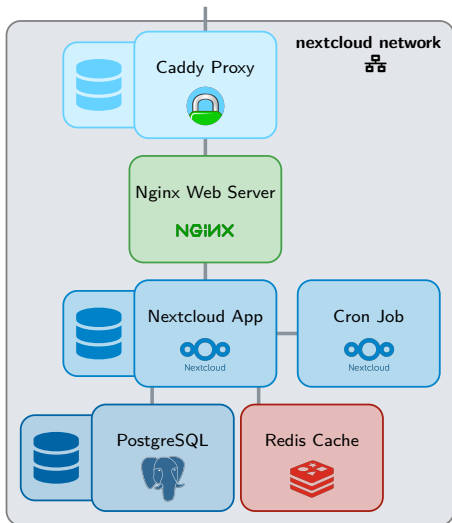 nextcloud network
Caddy Proxy
Nginx Web Server
NGiNX
Nextcloud App
Nextcloud
Cron Job
Nextcloud
PostgreSQL
Redis Cache